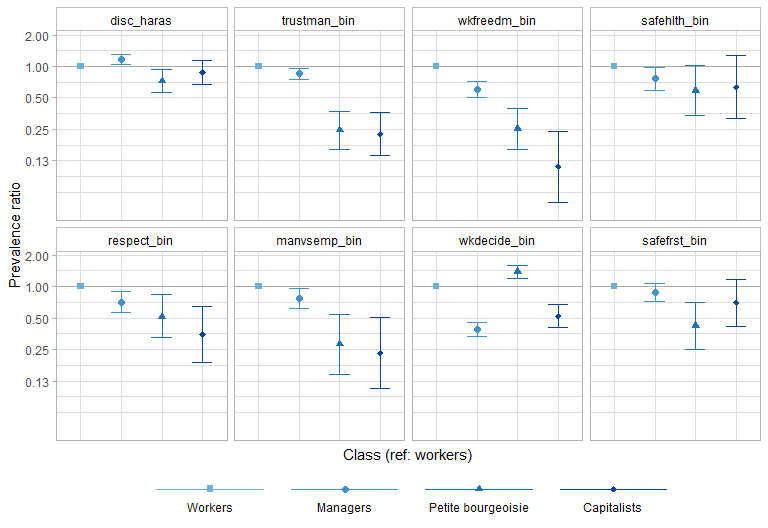 disc_haras trustman_bin wkfreedm_bin safehlth_bin
2.00
1.00
0.50
0.25
0.13
respect_bin manvsemp_bin wkdecide_bin safefrst_bin
2.00
1.00
0.50
0.25
0.13
Prevalence ratio
Class (ref: workers)
Workers Managers Petite bourgeoisie Capitalists